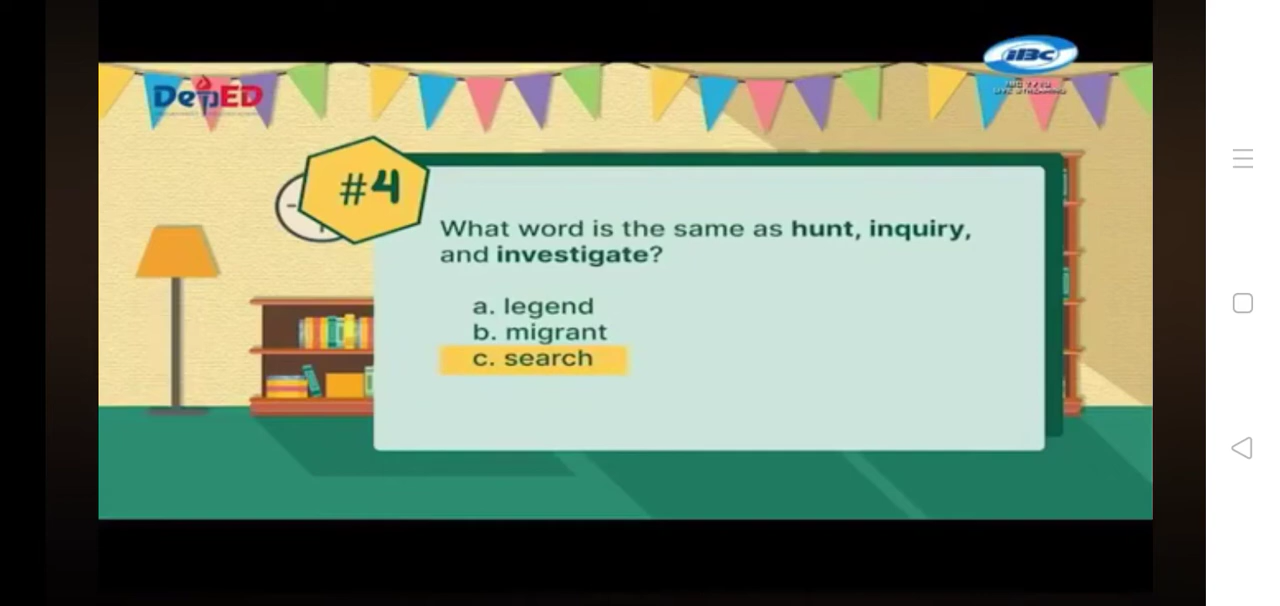 DepED
iBC
#4
What word is the same as hunt, inquiry,
and investigate?
a. legend
b. migrant
c. search